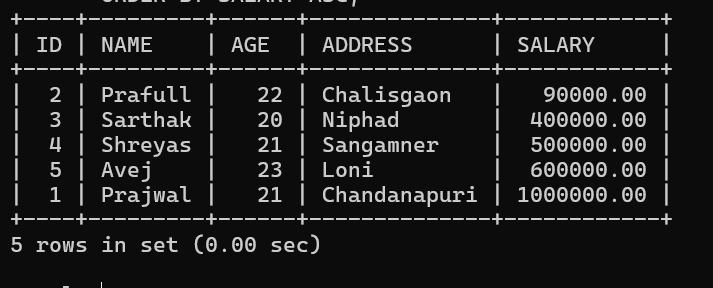 ORDER BY SALARY ASC;
+----+---------+------+--------------+------------+
| ID | NAME    | AGE  | ADDRESS      | SALARY     |
+----+---------+------+--------------+------------+
|  2 | Prafull |   22 | Chalisgaon   |   90000.00 |
|  3 | Sarthak |   20 | Niphad       |  400000.00 |
|  4 | Shreyas |   21 | Sangamner    |  500000.00 |
|  5 | Avej    |   23 | Loni         |  600000.00 |
|  1 | Prajwal |   21 | Chandanapuri | 1000000.00 |
+----+---------+------+--------------+------------+
5 rows in set (0.00 sec)